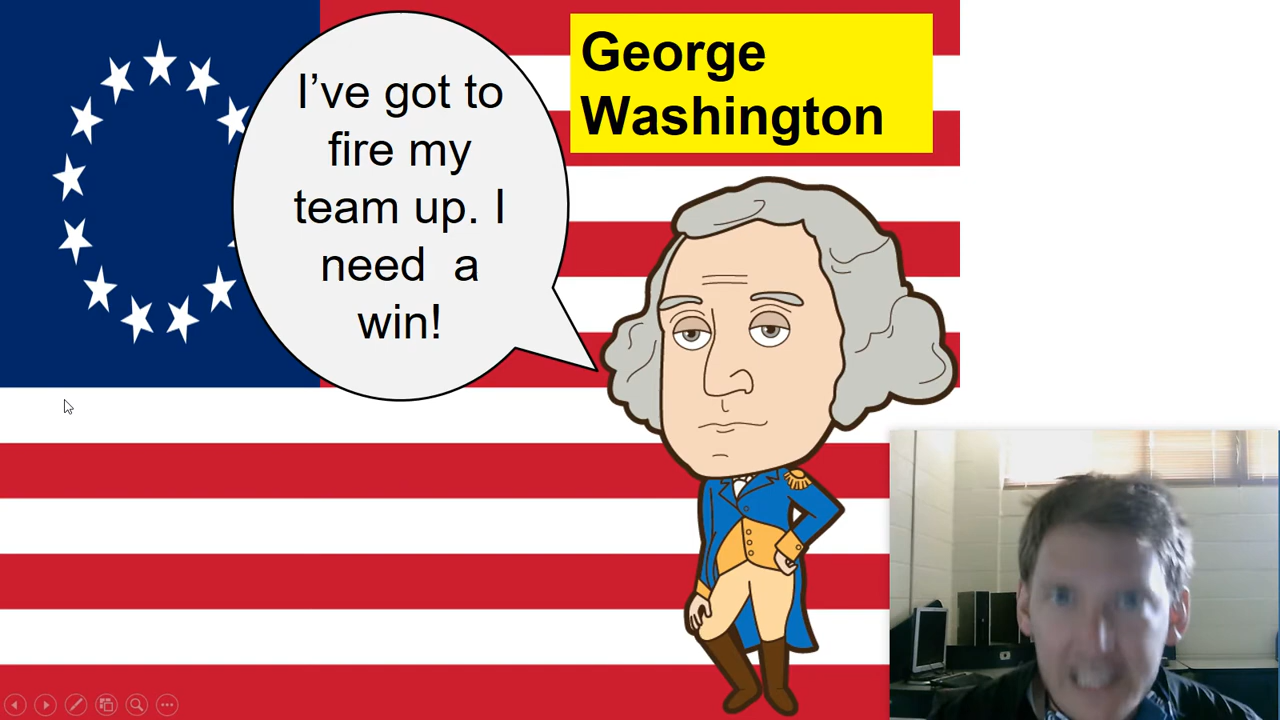 I’ve got to
fire my
team up. I
need  a
win!
George
Washington